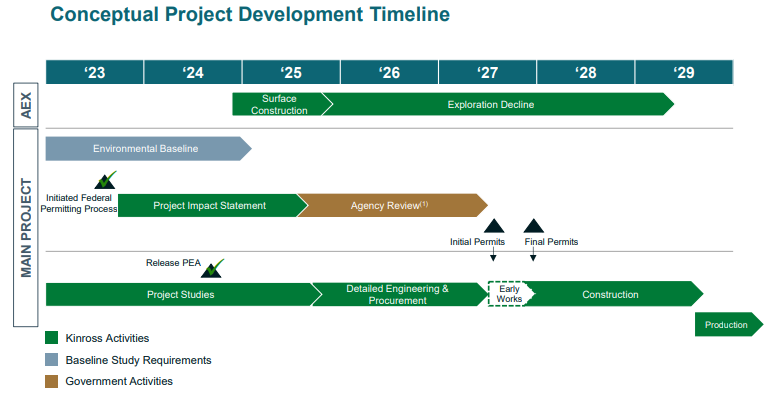 Conceptual Project Development Timeline
‘23 ‘24 ‘25 ‘26 ‘27 ‘28 ‘29
AEX
Surface
Construction
Exploration Decline
MAIN PROJECT
Environmental Baseline
Initiated Federal
Permitting Process
Project Impact Statement
Agency Review(1)
Initial Permits
Final Permits
Release PEA
Project Studies
Detailed Engineering &
Procurement
Early
Works
Construction
Production
Kinross Activities
Baseline Study Requirements
Government Activities